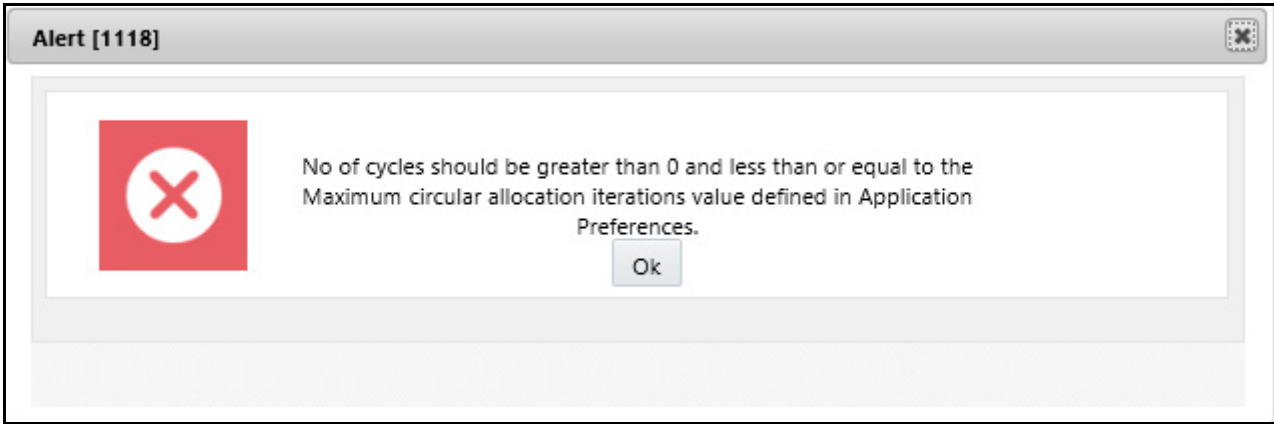 Alert [1118]
No of cycles should be greater than 0 and less than or equal to the
Maximum circular allocation iterations value defined in Application
Preferences.
Ok